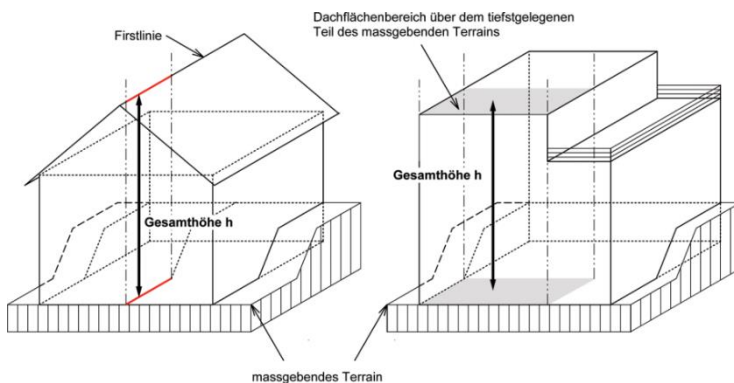 Dachflächenbereich über dem tiefstgelegenen
Teil des massgebenden Terrains
Firstlinie
Gesamthöhe h
Gesamthöhe h
massgebendes Terrain